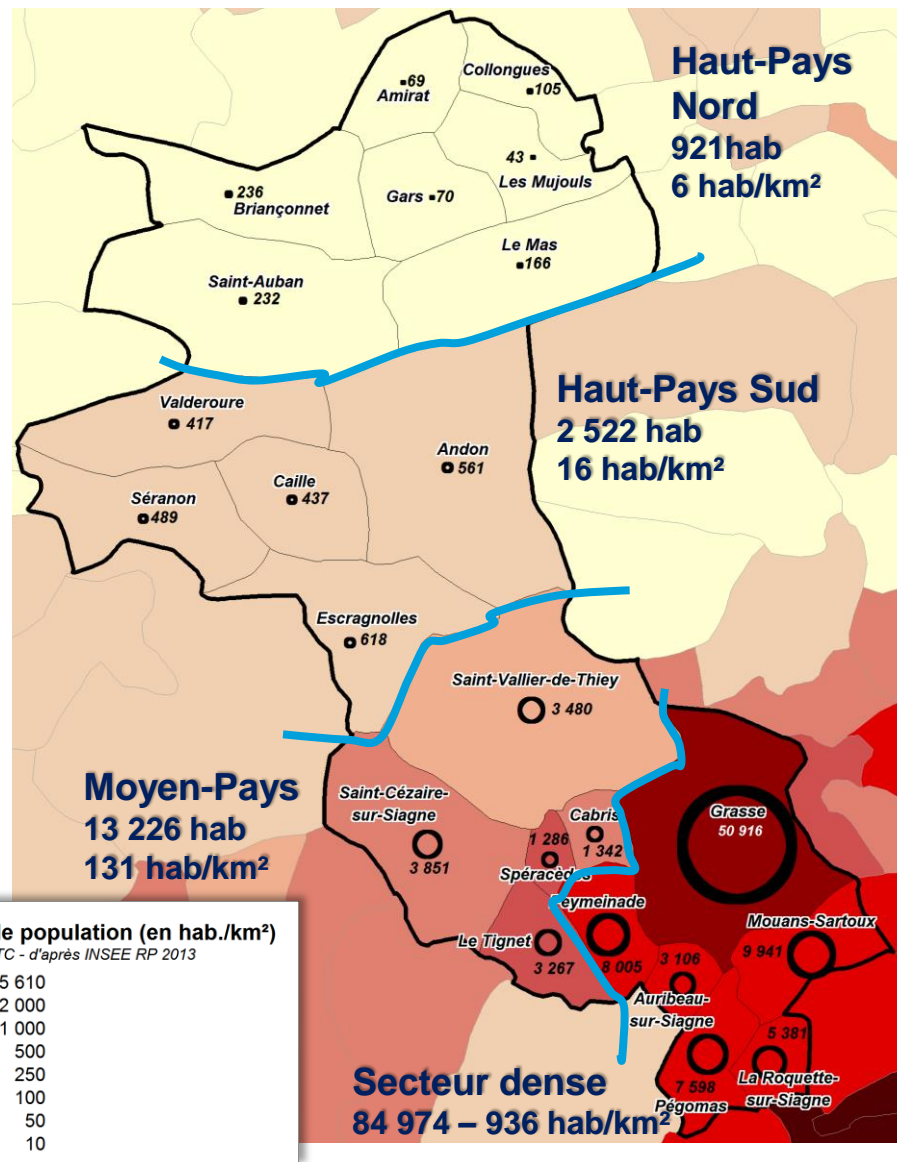 Haut-Pays
Nord
921hab
6 hab/km²
Collongues
105
69
Amirat
43
Les Mujouls
236
Briançonnet
Gars 70
Le Mas
166
Saint-Auban
232
Haut-Pays Sud
2 522 hab
16 hab/km²
Valderoure
417
Andon
561
Caille
437
Séranon
489
Escragnolles
618
Saint-Vallier-de-Thiey
3 480
Moyen-Pays
13 226 hab
131 hab/km²
Saint-Cézaire-
sur-Siagne
3 851
Cabris
1 342
1 286
Spéracèdes
Grasse
50 916
Peymeinade
8 005
Le Tignet
3 267
Mouans-Sartoux
9 941
3 106
Auribeau-
sur-Siagne
5 381
La Roquette-
sur-Siagne
7 598
Pégomas
Secteur dense
84 974 – 936 hab/km²
le population (en hab./km²)
TC - d'après INSEE RP 2013
5 610
2 000
1 000
500
250
100
50
10